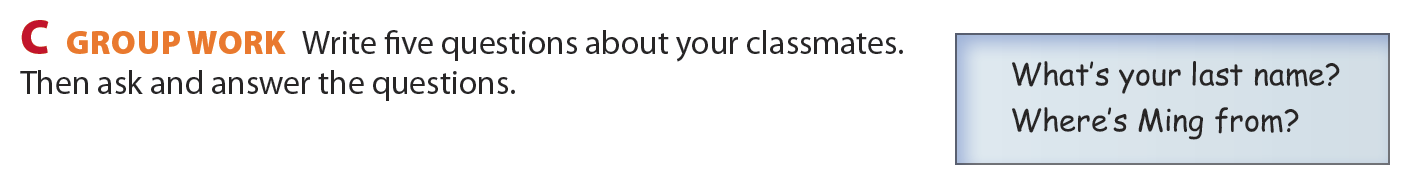 C GROUP WORK Write five questions about your classmates.
Then ask and answer the questions.
What's your last name?
Where's Ming from?